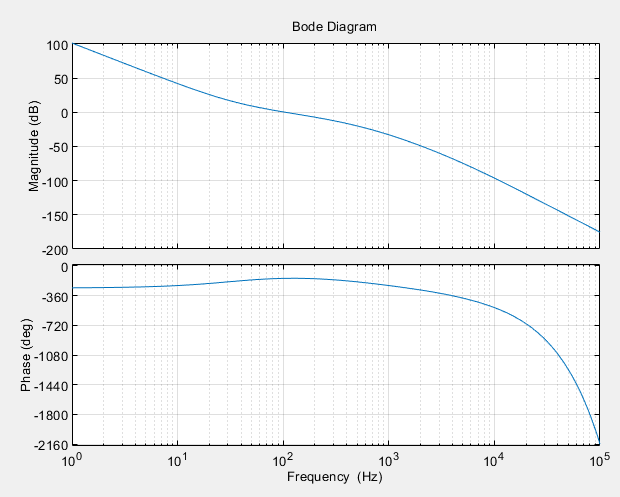 Bode Diagram
Magnitude (dB)
100
50
0
-50
-100
-150
-200
Phase (deg)
0
-360
-720
-1080
-1440
-1800
-2160
10^0 10^1 10^2 10^3 10^4 10^5
Frequency (Hz)